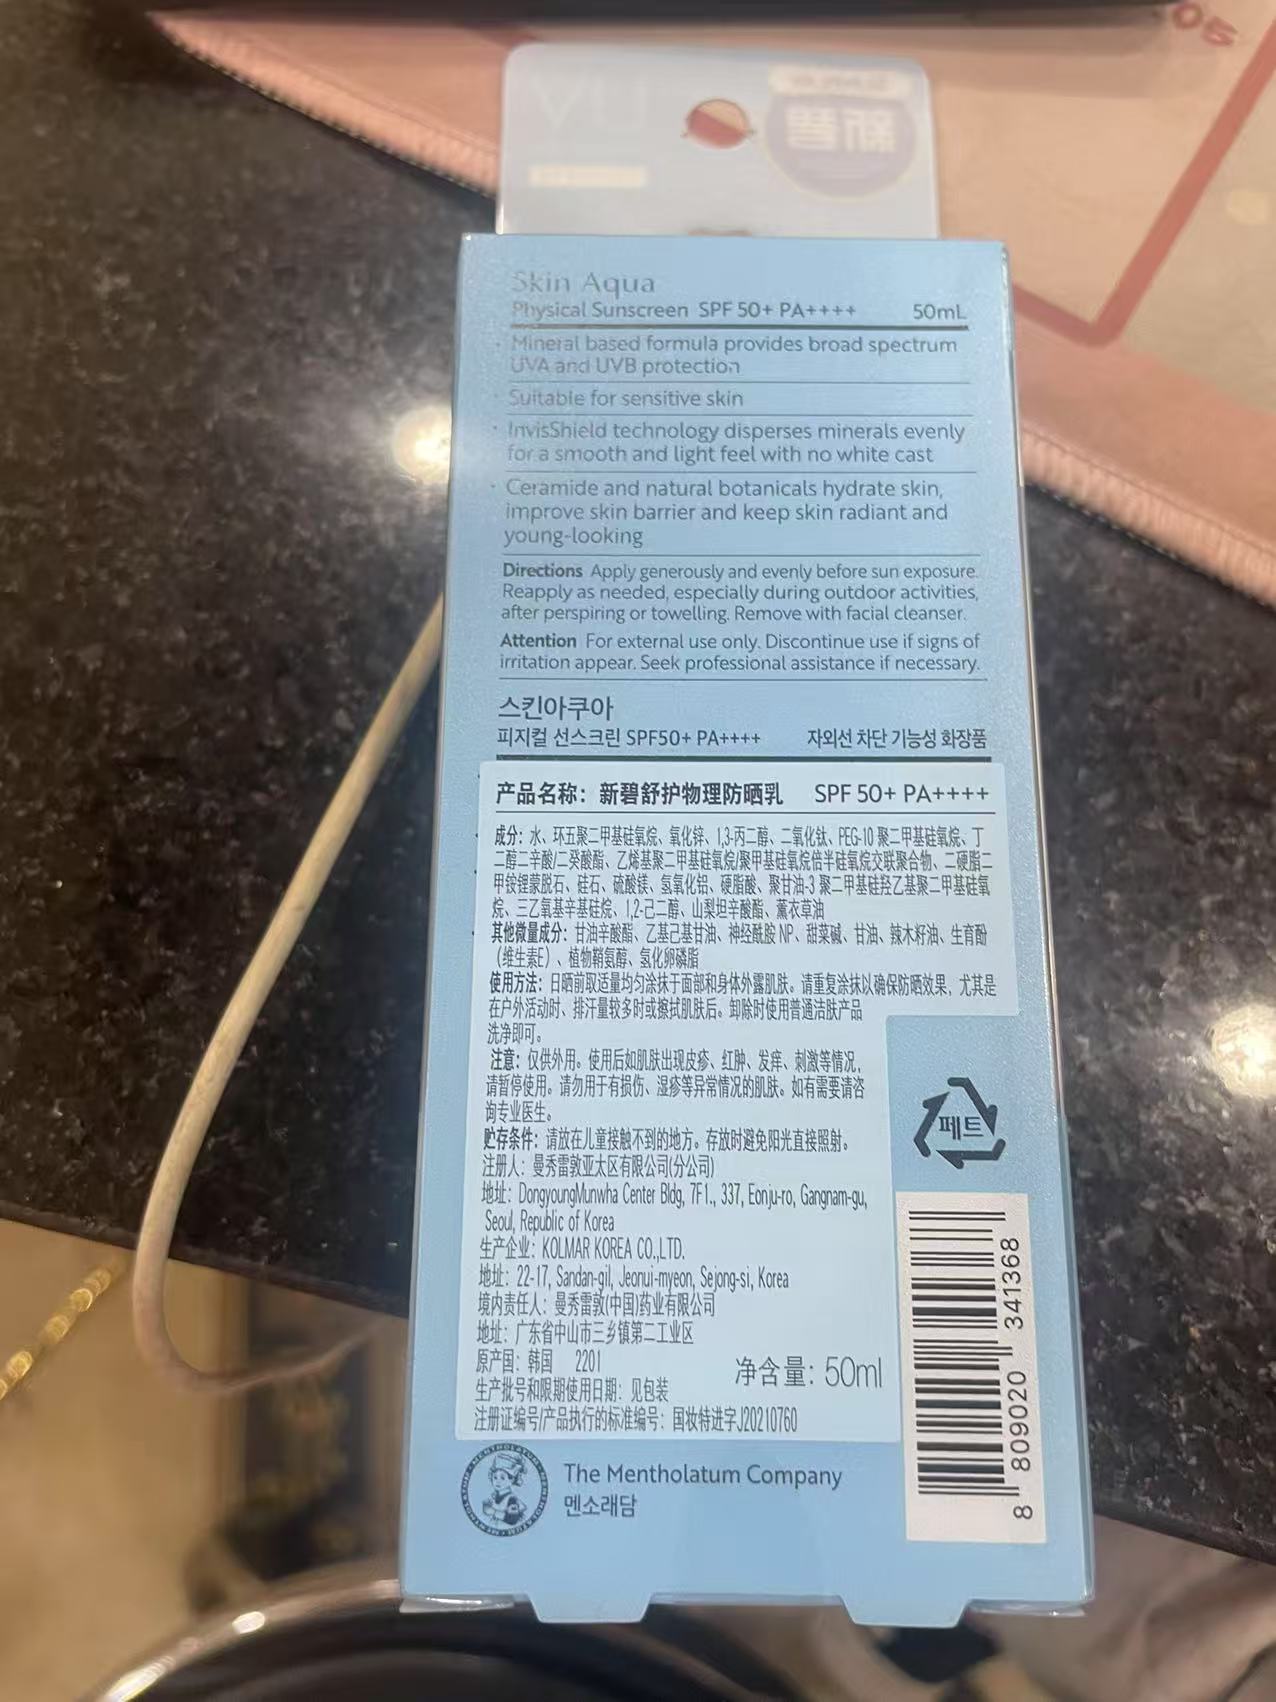 05
新碧
Skin Aqua
Physical Sunscreen SPF 50+ PA++++ 50mL
· Mineral based formula provides broad spectrum
UVA and UVB protection
· Suitable for sensitive skin
· InvisShield technology disperses minerals evenly
for a smooth and light feel with no white cast
· Ceramide and natural botanicals hydrate skin,
improve skin barrier and keep skin radiant and
young-looking
Directions Apply generously and evenly before sun exposure.
Reapply as needed, especially during outdoor activities,
after perspiring or towelling. Remove with facial cleanser.
Attention For external use only. Discontinue use if signs of
irritation appear. Seek professional assistance if necessary.
스킨아쿠아
피지컬 선스크린 SPF50+ PA++++ 자외선 차단 기능성 화장품
产品名称：新碧舒护物理防晒乳 SPF 50+ PA++++
成分：水、环五聚二甲基硅氧烷、氧化锌、1,3-丙二醇、二氧化钛、PEG-10 聚二甲基硅氧烷、丁
二醇二辛酸/二癸酸酯、乙烯基聚二甲基硅氧烷/聚甲基硅氧烷倍半硅氧烷交联聚合物、二硬脂二
甲铵锂蒙脱石、硅石、硫酸镁、氢氧化铝、硬脂酸、聚甘油-3 聚二甲基硅羟乙基聚二甲基硅氧
烷、三乙氧基辛基硅烷、1,2-己二醇、山梨坦辛酸酯、薰衣草油
其他微量成分：甘油辛酸酯、乙基己基甘油、神经酰胺 NP、甜菜碱、甘油、辣木籽油、生育酚
（维生素E）、植物鞘氨醇、氢化卵磷脂
使用方法：日晒前取适量均匀涂抹于面部和身体外露肌肤。请重复涂抹以确保防晒效果，尤其是
在户外活动时、排汗量较多时或擦拭肌肤后。卸除时使用普通洁肤产品
洗净即可。
注意：仅供外用。使用后如肌肤出现皮疹、红肿、发痒、刺激等情况，
请暂停使用。请勿用于有损伤、湿疹等异常情况的肌肤。如有需要请咨
询专业医生。
贮存条件：请放在儿童接触不到的地方。存放时避免阳光直接照射。
注册人：曼秀雷敦亚太区有限公司(分公司)
地址：DongyoungMunwha Center Bldg, 7F1., 337, Eonju-ro, Gangnam-gu,
Seoul, Republic of Korea
生产企业：KOLMAR KOREA CO.,LTD.
地址：22-17, Sandan-gil, Jeonui-myeon, Sejong-si, Korea
境内责任人：曼秀雷敦(中国)药业有限公司
地址：广东省中山市三乡镇第二工业区
原产国：韩国 2201
净含量：50ml
生产批号和限期使用日期：见包装
注册证编号/产品执行的标准编号：国妆特进字J20210760
페트
8 809020 341368
The Mentholatum Company
멘소래담